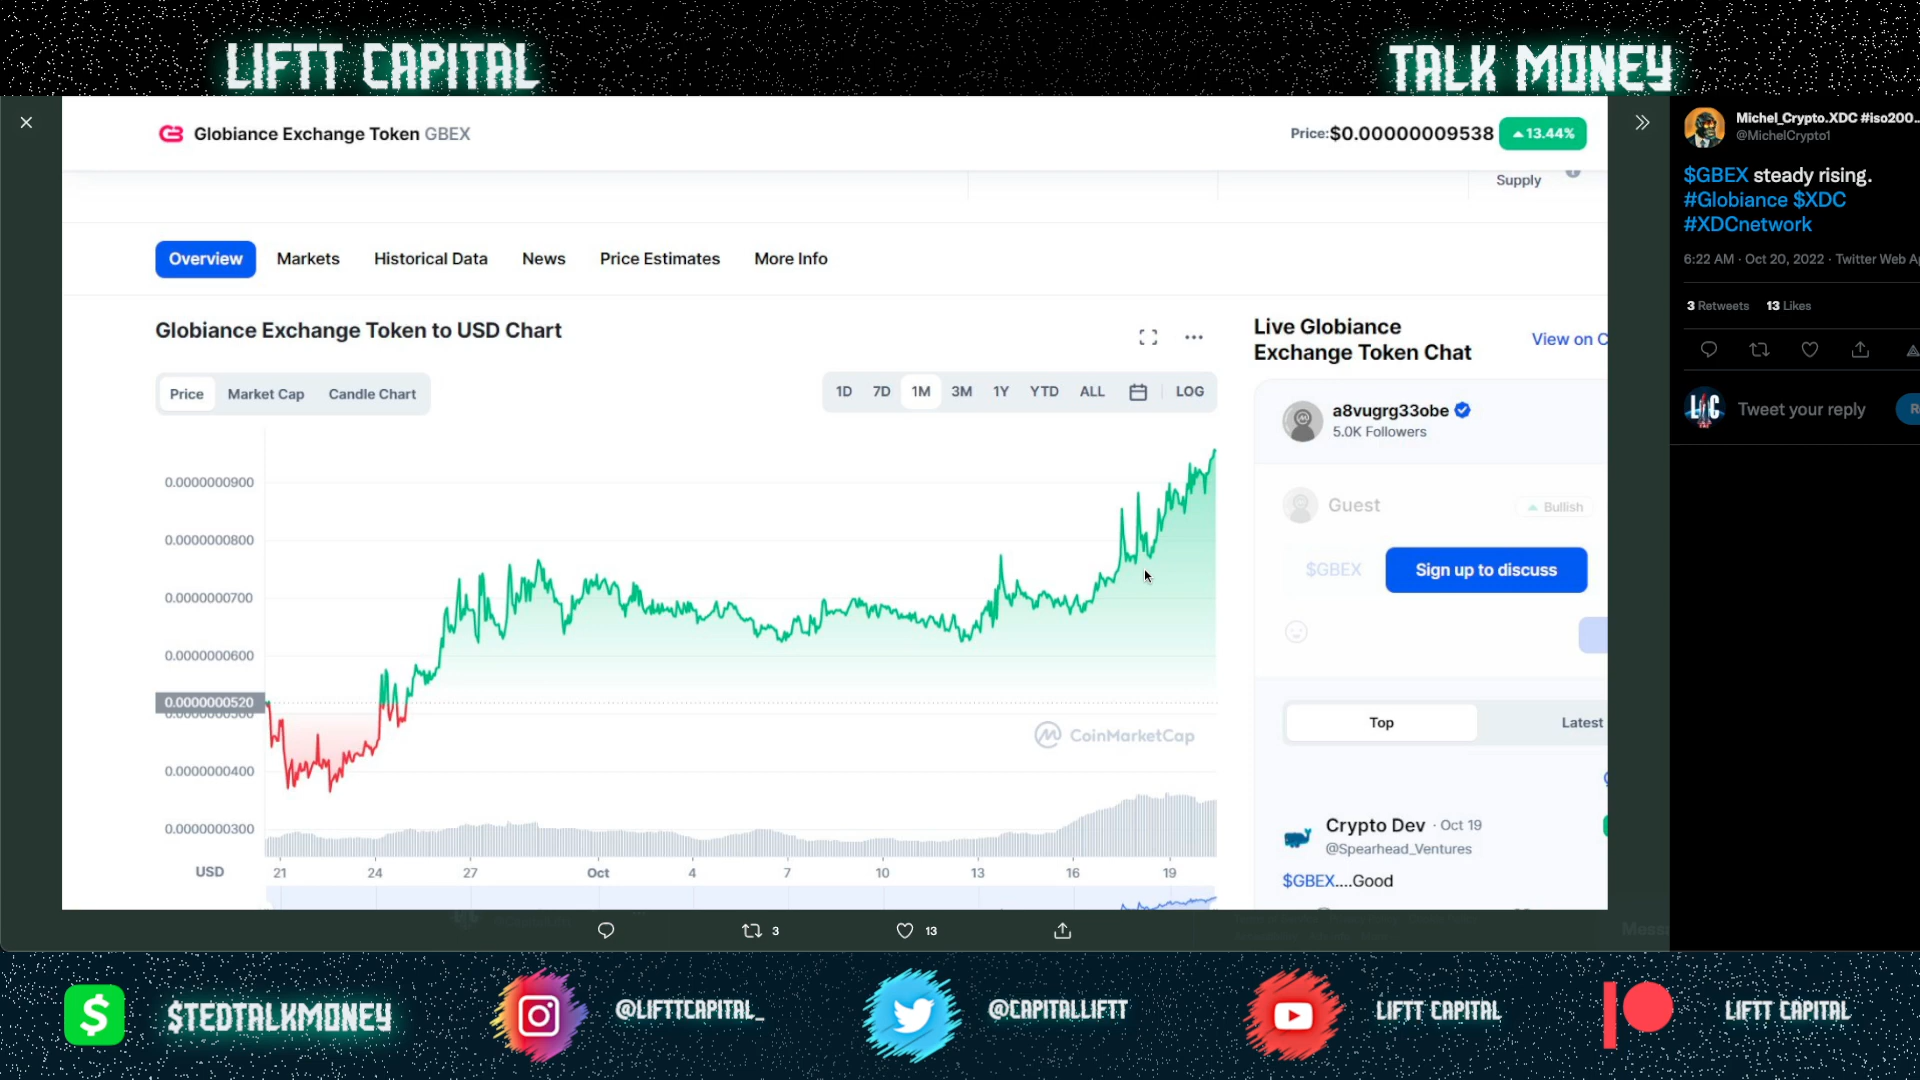 LIFTT CAPITAL
TALK MONEY
Globiance Exchange Token GBEX
Price:$0.00000009538
13.44%
Supply
Overview
Markets
Historical Data
News
Price Estimates
More Info
Globiance Exchange Token to USD Chart
Price
Market Cap
Candle Chart
1D
7D
1M
3M
1Y
YTD
ALL
LOG
0.0000000900
0.0000000800
0.0000000700
0.0000000600
0.0000000520
0.0000000400
0.0000000300
CoinMarketCap
USD
21
24
27
Oct
4
7
10
13
16
19
Live Globiance
Exchange Token Chat
View on C
a8vugrg33obe
5.0K Followers
Guest
Bullish
$GBEX
Sign up to discuss
Top
Latest
Crypto Dev · Oct 19
@Spearhead_Ventures
$GBEX....Good
3
13
Michel_Crypto.XDC #iso200...
@MichelCrypto1
$GBEX steady rising.
#Globiance $XDC
#XDCnetwork
6:22 AM · Oct 20, 2022 · Twitter Web Ap
3 Retweets 13 Likes
LC
Tweet your reply
R
Mess
$TEDTALKMONEY
@LIFTTCAPITAL_
@CAPITALLIFTT
LIFTT CAPITAL
LIFTT CAPITAL